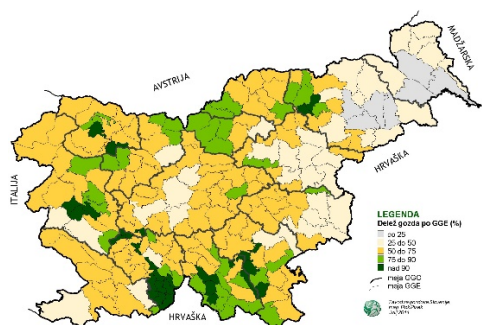 MADŽARSKA
AVSTRIJA
HRVAŠKA
ITALIJA
LEGENDA
Delež gozda po GGE (%)
do 25
25 do 50
50 do 75
75 do 90
nad 90
meja GGO
meja GGE
Zavod za gozdove Slovenije
HRVAŠKA